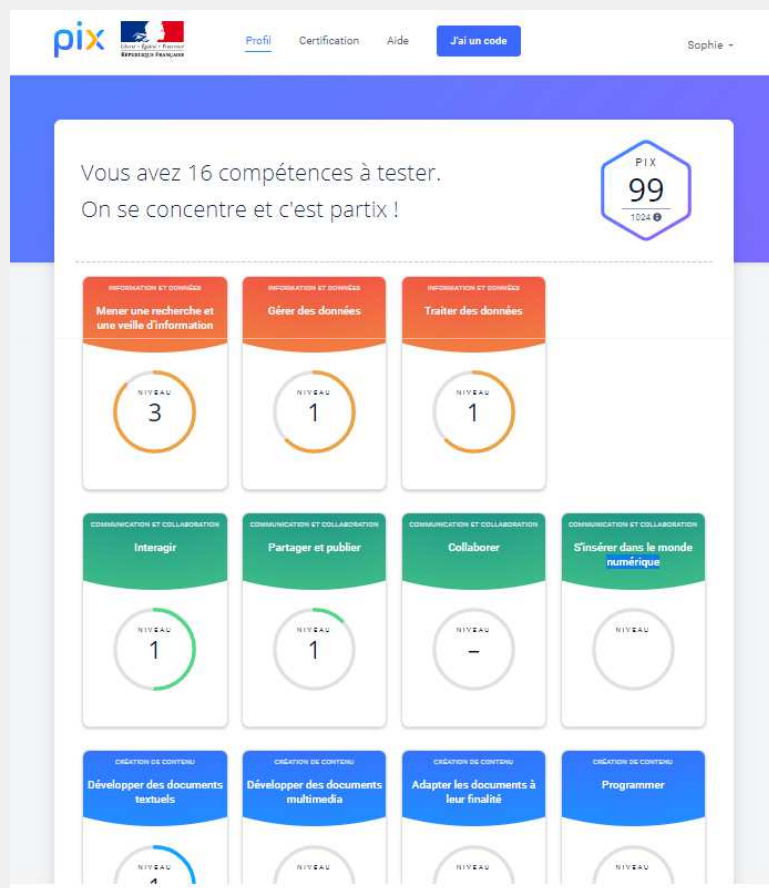 pix
RÉPUBLIQUE FRANÇAISE
Profil
Certification
Aide
J'ai un code
Sophie
Vous avez 16 compétences à tester.
On se concentre et c'est partix !
PIX
99
1024
INFORMATION ET DONNÉES
Mener une recherche et
une veille d'information
NIVEAU
3
INFORMATION ET DONNÉES
Gérer des données
NIVEAU
1
INFORMATION ET DONNÉES
Traiter des données
NIVEAU
1
COMMUNICATION ET COLLABORATION
Interagir
NIVEAU
1
COMMUNICATION ET COLLABORATION
Partager et publier
NIVEAU
1
COMMUNICATION ET COLLABORATION
Collaborer
NIVEAU
–
COMMUNICATION ET COLLABORATION
S'insérer dans le monde
numérique
NIVEAU
CRÉATION DE CONTENU
Développer des documents
textuels
NIVEAU
1
CRÉATION DE CONTENU
Développer des documents
multimedia
NIVEAU
CRÉATION DE CONTENU
Adapter les documents à
leur finalité
NIVEAU
CRÉATION DE CONTENU
Programmer
NIVEAU